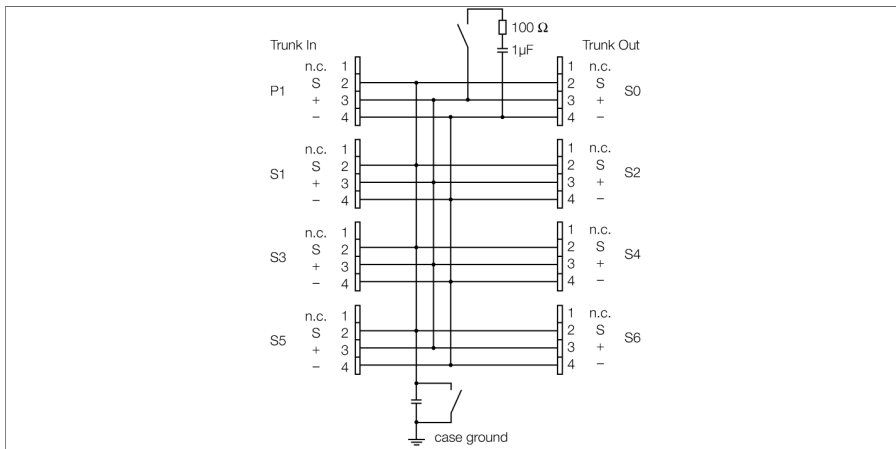 100 Ω
1µF
Trunk In
Trunk Out
n.c. 1
P1 S 2
+ 3
− 4
1 n.c.
2 S S0
3 +
4 −
n.c. 1
S1 S 2
+ 3
− 4
1 n.c.
2 S S2
3 +
4 −
n.c. 1
S3 S 2
+ 3
− 4
1 n.c.
2 S S4
3 +
4 −
n.c. 1
S5 S 2
+ 3
− 4
1 n.c.
2 S S6
3 +
4 −
case ground